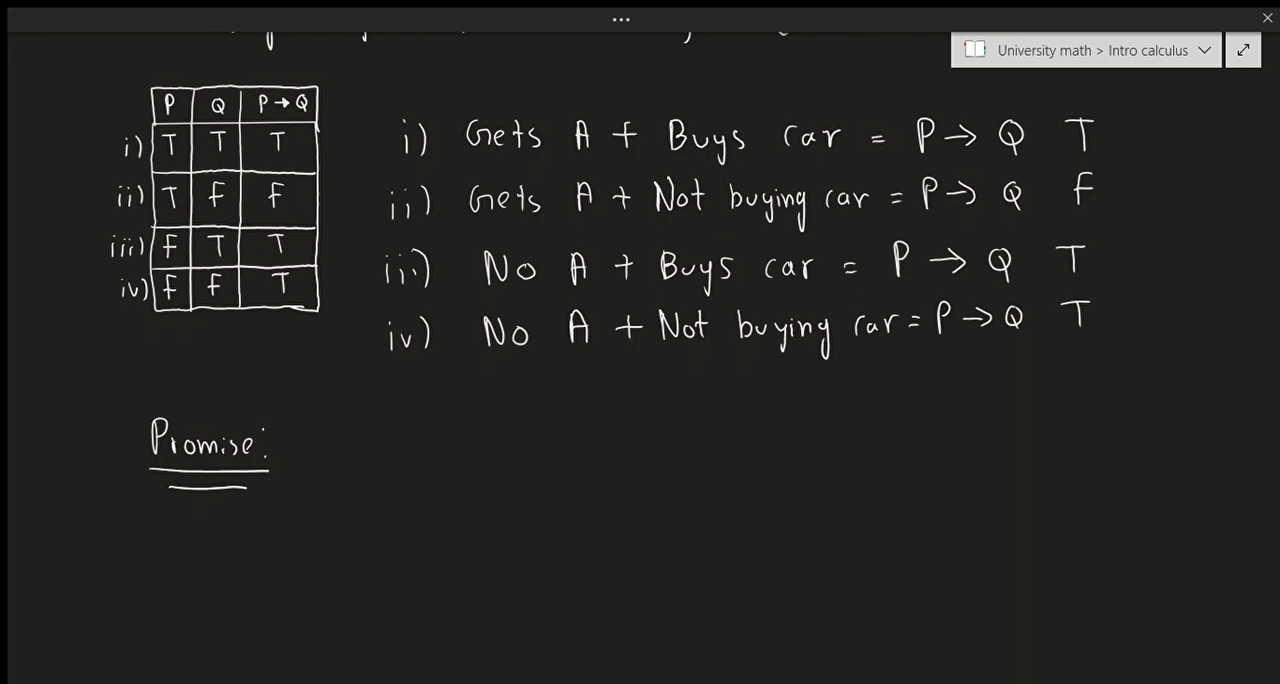 University math > Intro calculus
P Q P → Q
i) T T T
ii) T F F
iii) F T T
iv) F F T
i) Gets A + Buys car = P → Q T
ii) Gets A + Not buying car = P → Q F
iii) No A + Buys car = P → Q T
iv) No A + Not buying car = P → Q T
Promise: